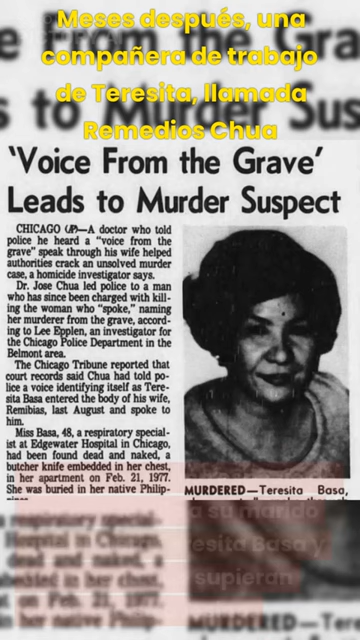 Meses después, una
compañera de trabajo
de Teresita, llamada
Remedios Chua
'Voice From the Grave'
Leads to Murder Suspect
CHICAGO (AP)—A doctor who told
police he heard a "voice from the
grave" speak through his wife helped
authorities crack an unsolved murder
case, a homicide investigator says.
Dr. Jose Chua led police to a man
who has since been charged with kill-
ing the woman who "spoke," naming
her murderer from the grave, accord-
ing to Lee Epplen, an investigator for
the Chicago Police Department in the
Belmont area.
The Chicago Tribune reported that
court records said Chua had told po-
lice a voice identifying itself as Tere-
sita Basa entered the body of his wife,
Remibias, last August and spoke to
him.
Miss Basa, 48, a respiratory special-
ist at Edgewater Hospital in Chicago,
had been found dead and naked, a
butcher knife embedded in her chest,
in her apartment on Feb. 21, 1977.
She was buried in her native Philip-
MURDERED—Teresita Basa,
a su marido
Teresita Basa y
supieran